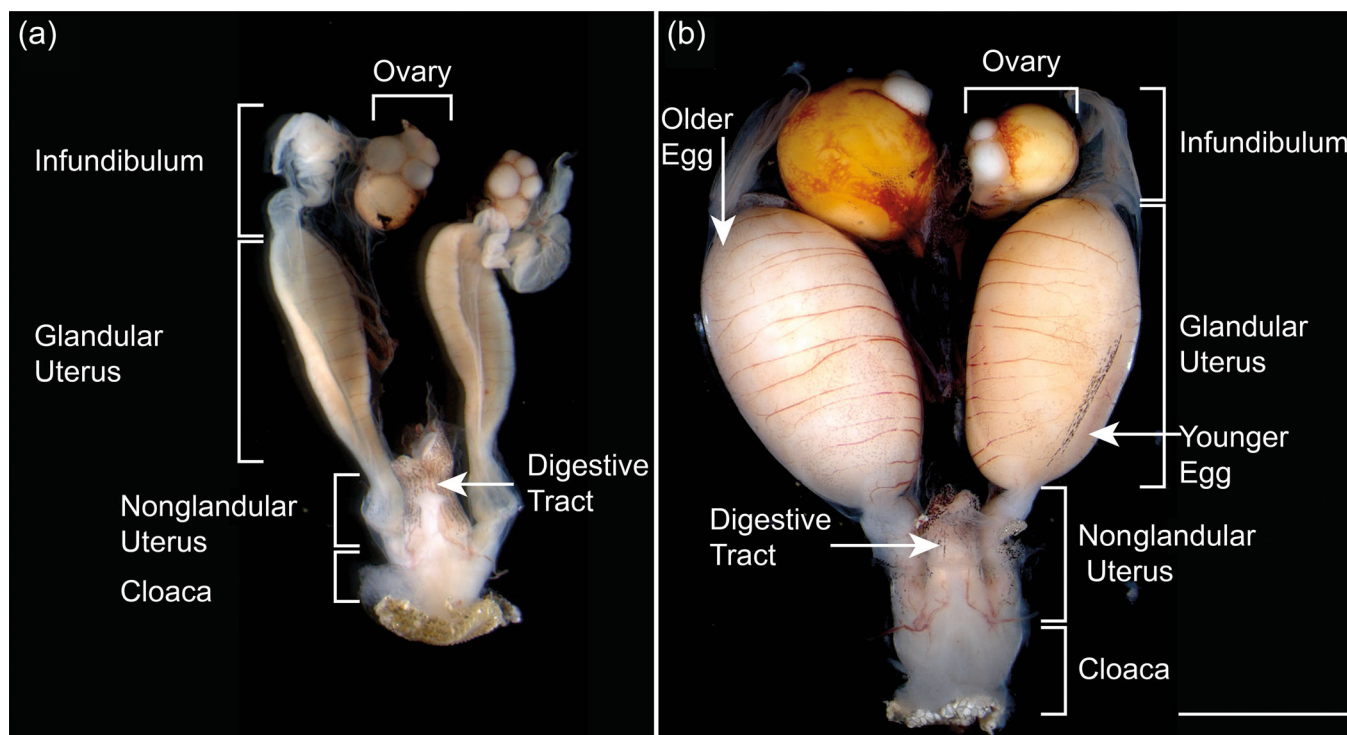 (a)
Ovary
Infundibulum
Glandular
Uterus
Digestive
Tract
Nonglandular
Uterus
Cloaca
(b)
Ovary
Older
Egg
Infundibulum
Glandular
Uterus
Younger
Egg
Digestive
Tract
Nonglandular
Uterus
Cloaca